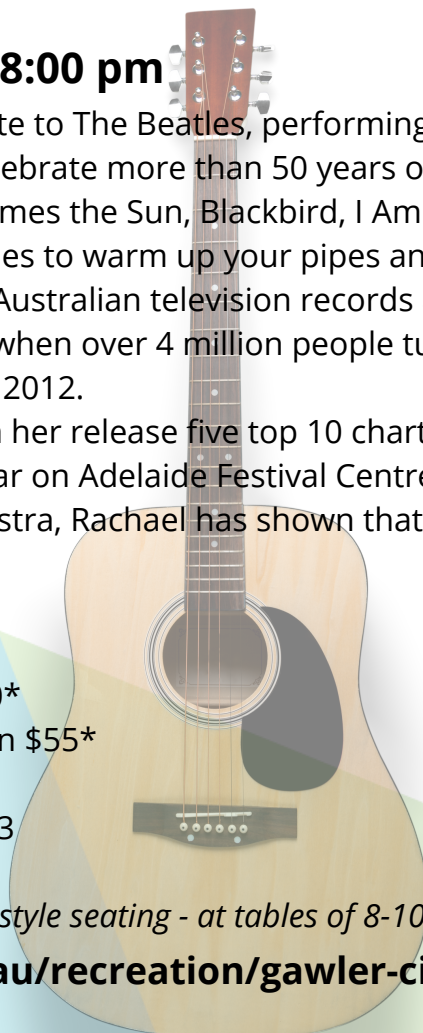 8:00 pm
te to The Beatles, performing
ebrate more than 50 years o
mes the Sun, Blackbird, I Am
es to warm up your pipes an
Australian television records
when over 4 million people tu
2012.
her release five top 10 chart
ar on Adelaide Festival Centre
stra, Rachael has shown that
)*
n $55*
3
style seating - at tables of 8-10
au/recreation/gawler-ci